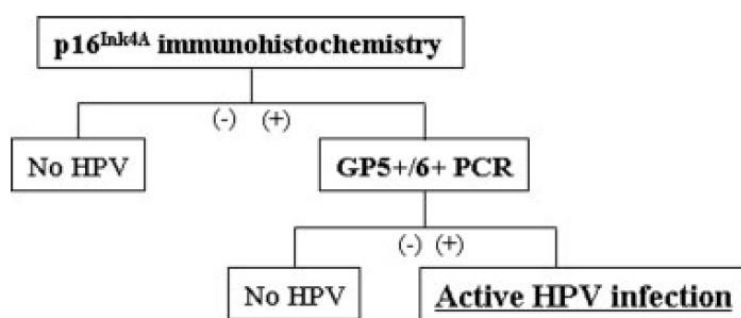 p16Ink4A immunohistochemistry
(-) (+)
No HPV
GP5+/6+ PCR
(-) (+)
No HPV
Active HPV infection